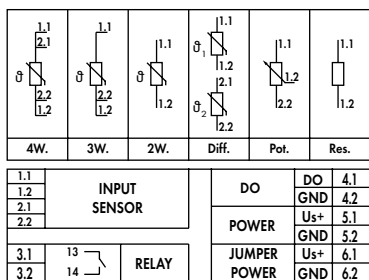 1.1
2.1
ϑ
2.2
1.2
1.1
ϑ
2.2
1.2
1.1
ϑ
1.2
1.1
ϑ1
1.2
2.1
ϑ2
2.2
1.1
1.2
2.2
1.1
1.2
4W. 3W. 2W. Diff. Pot. Res.
1.1
1.2
2.1
2.2
INPUT
SENSOR
3.1 13
3.2 14
RELAY
DO DO 4.1
GND 4.2
POWER Us+ 5.1
GND 5.2
JUMPER Us+ 6.1
POWER GND 6.2